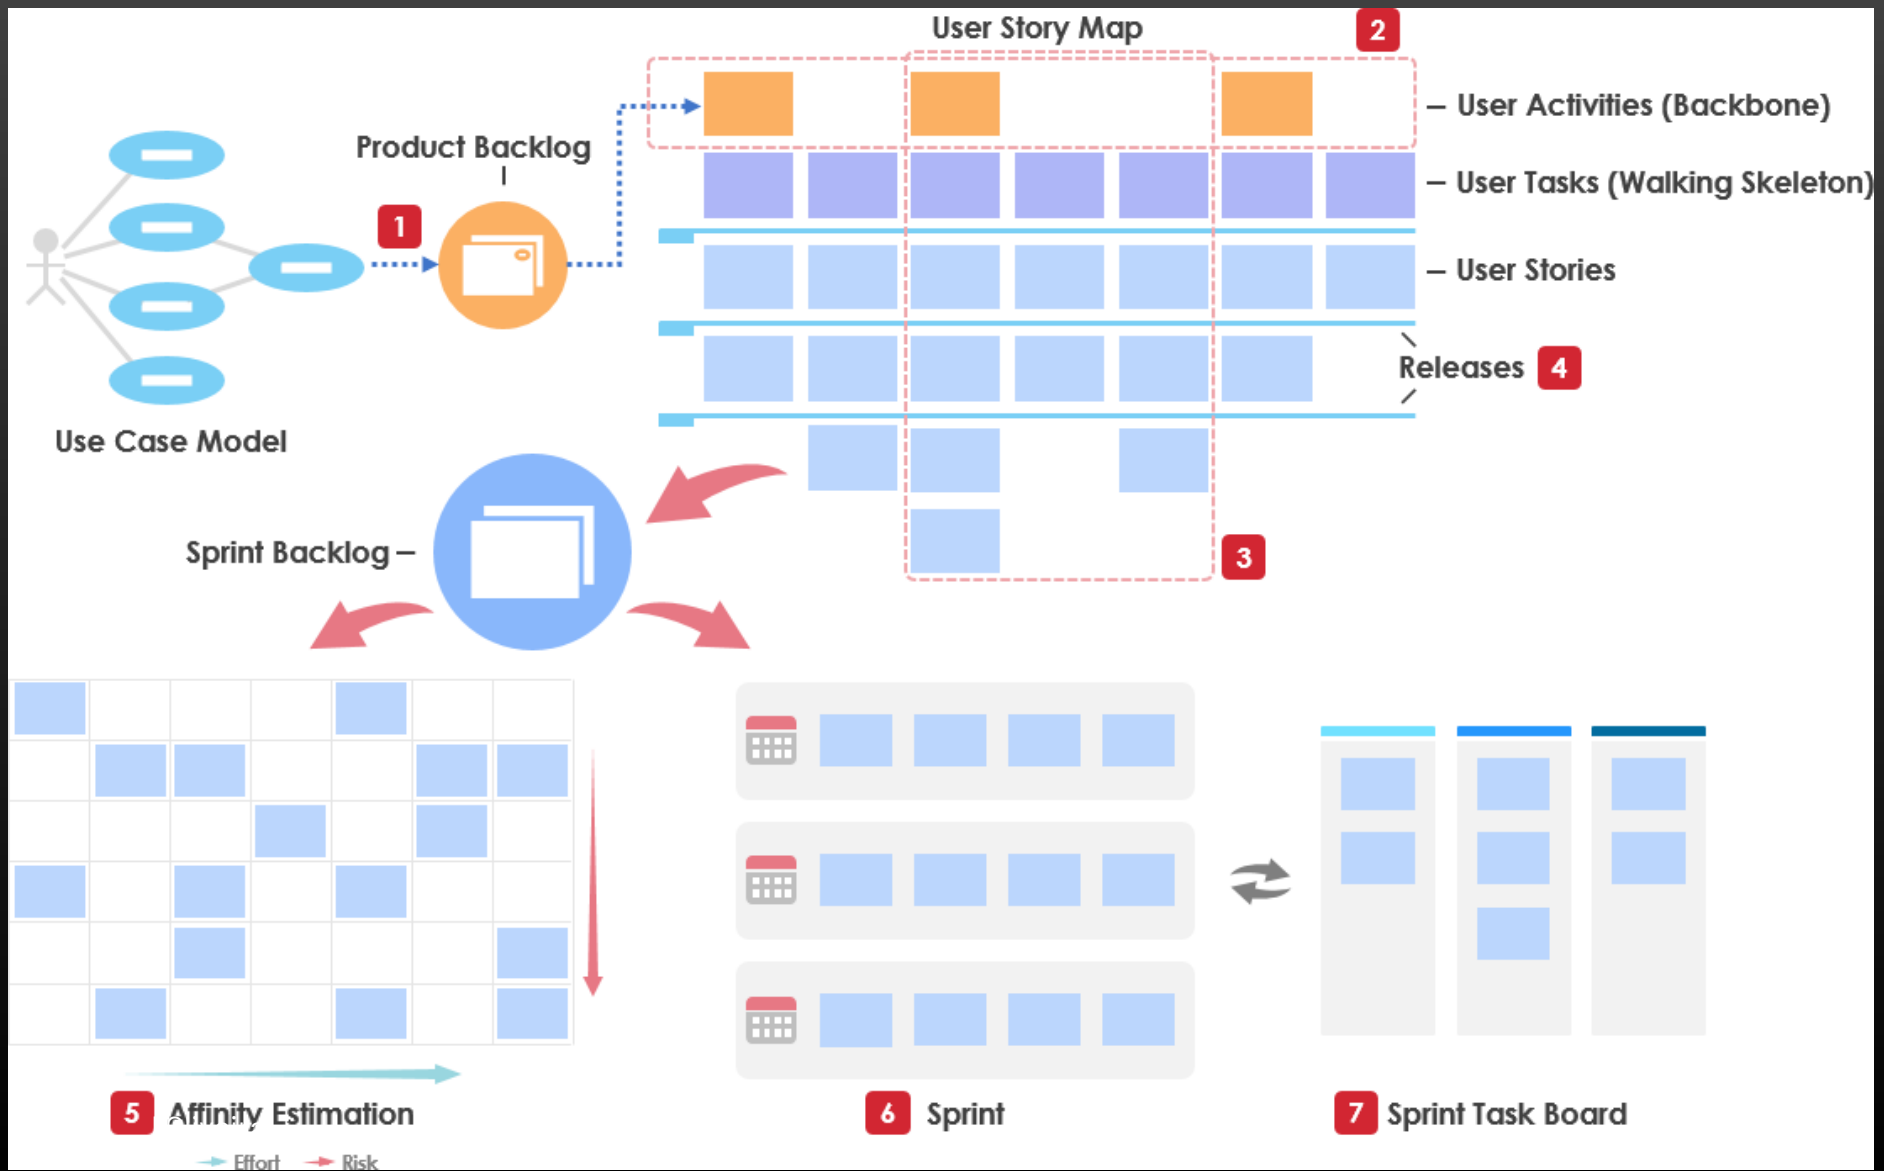 User Story Map
2
User Activities (Backbone)
Product Backlog
User Tasks (Walking Skeleton)
1
User Stories
Releases 4
Use Case Model
Sprint Backlog
3
5 Affinity Estimation
6 Sprint
7 Sprint Task Board
Effort Risk